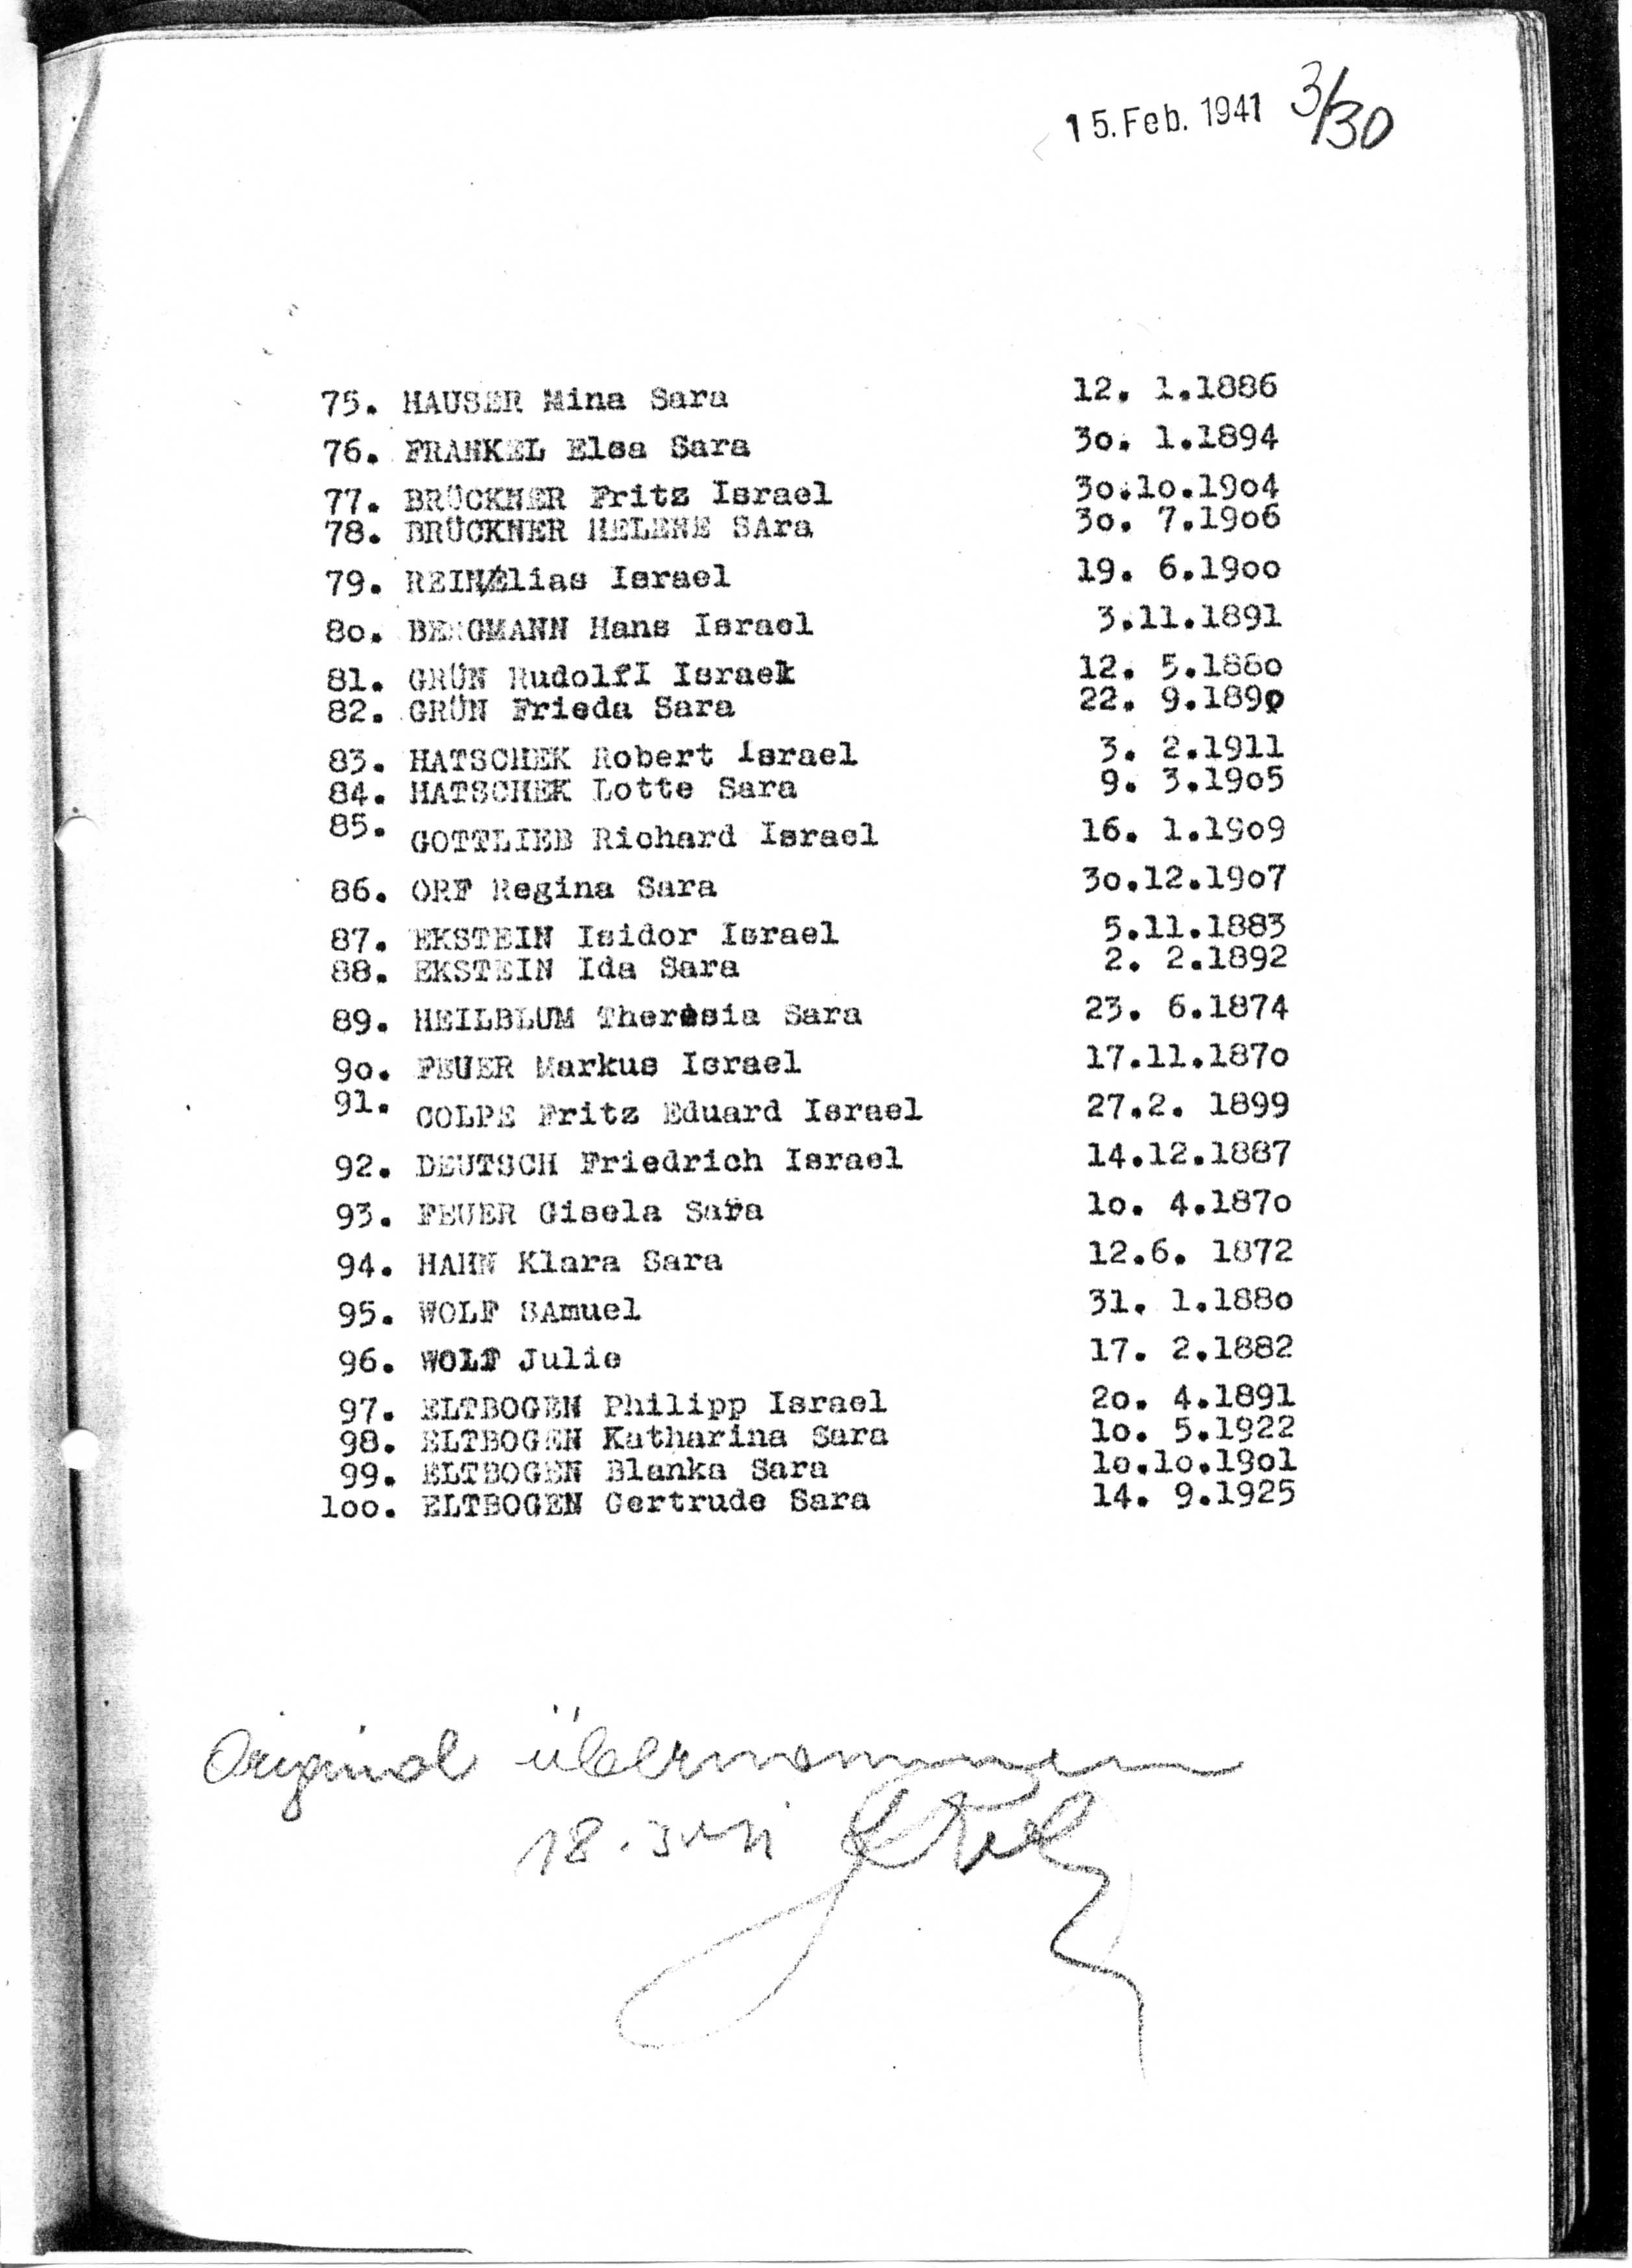 15. Feb. 1941 3/30
75. HAUSER Mina Sara 12. 1.1886
76. FRANKEL Elsa Sara 30. 1.1894
77. BRÜCKNER Fritz Israel 30.10.1904
78. BRÜCKNER HELENE SAra 30. 7.1906
79. REIN/Elias Israel 19. 6.1900
80. BERGMANN Hans Israel 3.11.1891
81. GRÜN RudolfI Israel 12. 5.1880
82. GRÜN Frieda Sara 22. 9.1890
83. HATSCHEK Robert Israel 3. 2.1911
84. HATSCHEK Lotte Sara 9. 3.1905
85. GOTTLIEB Richard Israel 16. 1.1909
86. ORF Regina Sara 30.12.1907
87. EKSTEIN Isidor Israel 5.11.1883
88. EKSTEIN Ida Sara 2. 2.1892
89. HEILBLUM Theresia Sara 23. 6.1874
90. FEUER Markus Israel 17.11.1870
91. COLPE Fritz Eduard Israel 27.2. 1899
92. DEUTSCH Friedrich Israel 14.12.1887
93. FEUER Gisela Sara 10. 4.1870
94. HAHN Klara Sara 12.6. 1872
95. WOLF SAmuel 31. 1.1880
96. WOLF Julie 17. 2.1882
97. ELTBOGEN Philipp Israel 20. 4.1891
98. ELTBOGEN Katharina Sara 10. 5.1922
99. ELTBOGEN Blanka Sara 10.10.1901
100. ELTBOGEN Gertrude Sara 14. 9.1925
Original übernommen
18. Juni